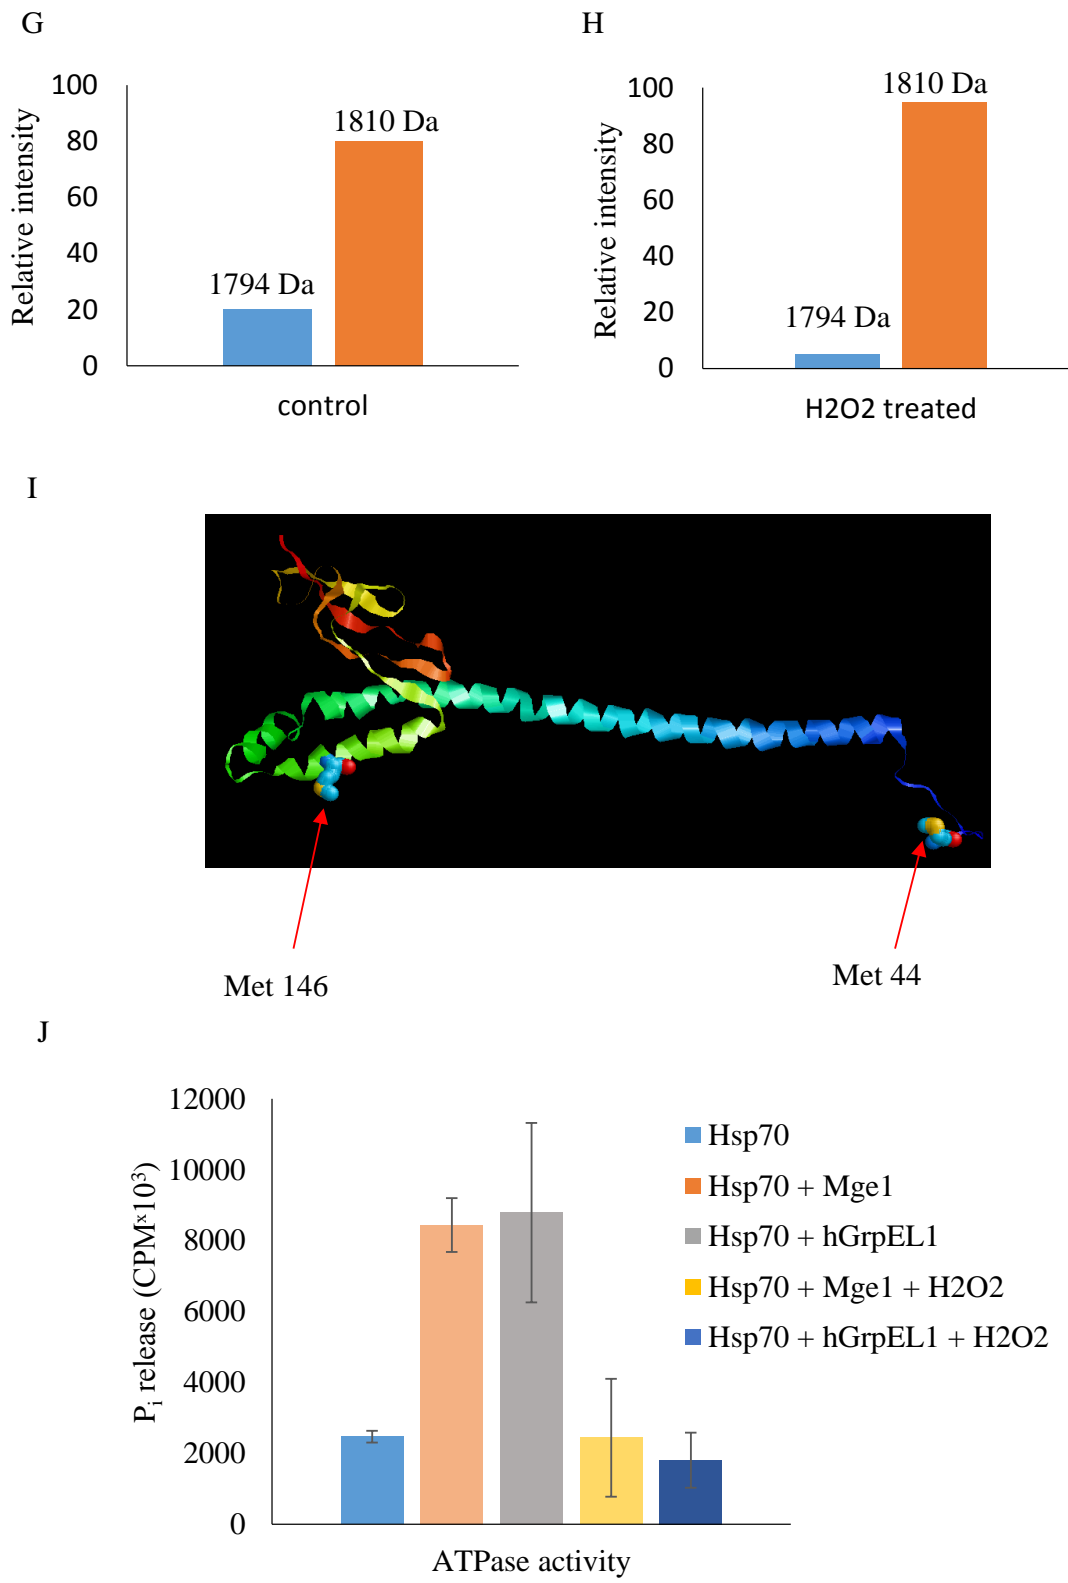 G
H
100
80
60
40
20
0
Relative intensity
1794 Da
1810 Da
control
100
80
60
40
20
0
Relative intensity
1794 Da
1810 Da
H2O2 treated
I
Met 146
Met 44
J
12000
10000
8000
6000
4000
2000
0
Pi release (CPM×10³)
ATPase activity
Hsp70
Hsp70 + Mge1
Hsp70 + hGrpEL1
Hsp70 + Mge1 + H2O2
Hsp70 + hGrpEL1 + H2O2